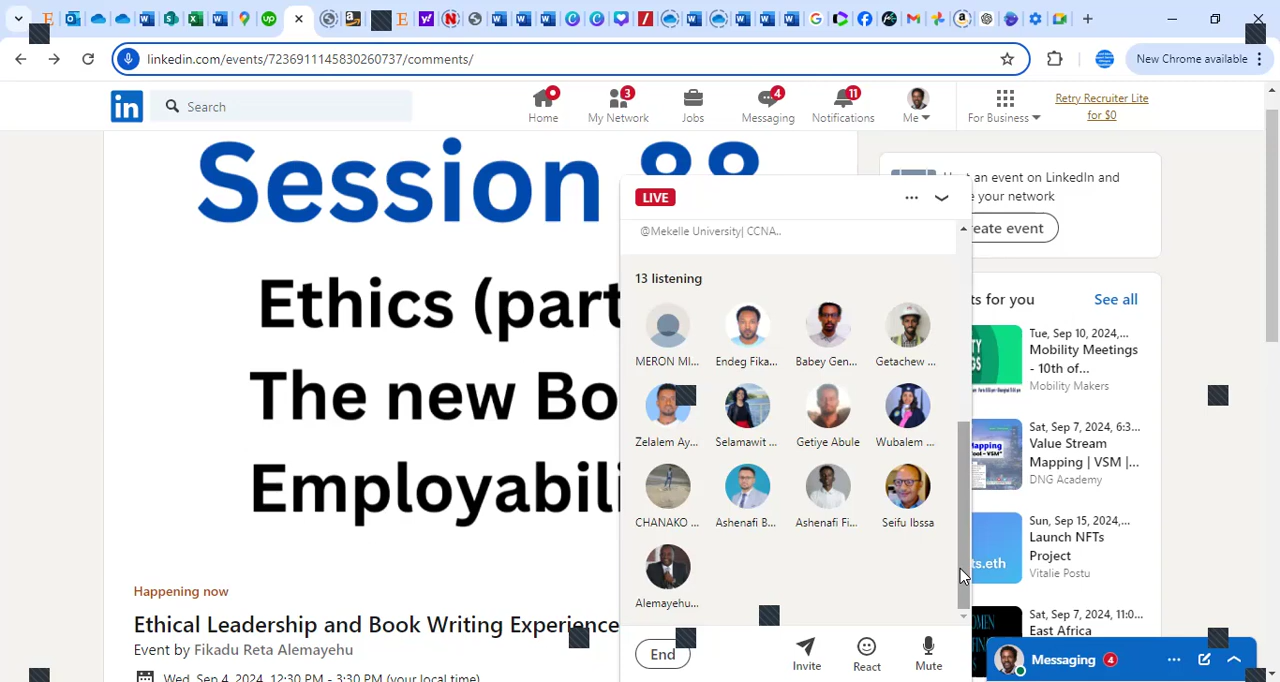 linkedin.com/events/7236911145830260737/comments/
New Chrome available
in
Search
Home
3
My Network
Jobs
4
Messaging
11
Notifications
Me
For Business
Retry Recruiter Lite
for $0
Session 88
Ethics (part
The new Bo
Employabili
Happening now
Ethical Leadership and Book Writing Experience
Event by Fikadu Reta Alemayehu
Wed, Sep 4, 2024, 12:30 PM - 3:30 PM (your local time)
LIVE
@Mekelle University| CCNA..
13 listening
MERON MI...
Endeg Fika...
Babey Gen...
Getachew ...
Zelalem Ay...
Selamawit ...
Getiye Abule
Wubalem ...
CHANAKO ...
Ashenafi B...
Ashenafi Fi...
Seifu Ibssa
Alemayehu...
End
Invite
React
Mute
an event on LinkedIn and
your network
eate event
ts for you
See all
Tue, Sep 10, 2024,...
Mobility Meetings
- 10th of...
Mobility Makers
Sat, Sep 7, 2024, 6:3...
Value Stream
Mapping | VSM |...
DNG Academy
Sun, Sep 15, 2024,...
Launch NFTs
Project
Vitalie Postu
Sat, Sep 7, 2024, 11:0...
East Africa
Messaging 4